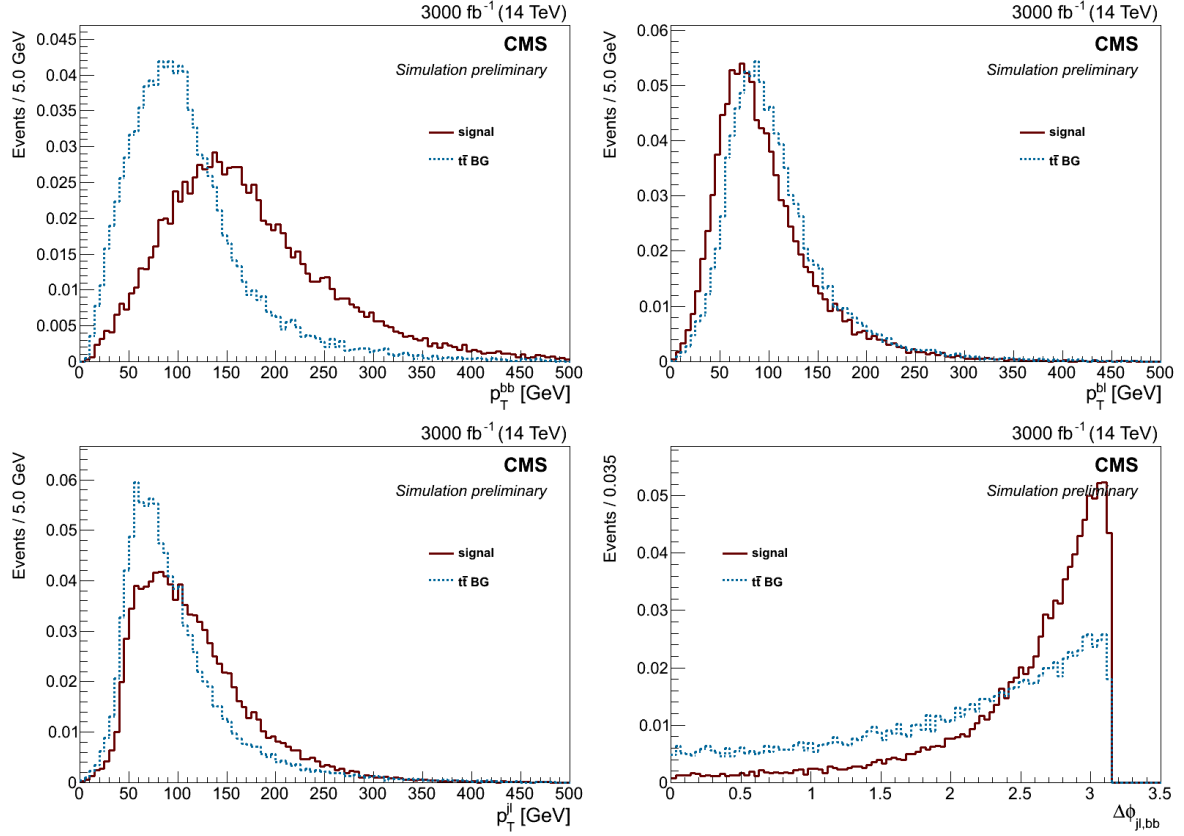 3000 fb⁻¹ (14 TeV)
Events / 5.0 GeV
CMS
Simulation preliminary
signal
tt̅ BG
0.045
0.04
0.035
0.03
0.025
0.02
0.015
0.01
0.005
0
0 50 100 150 200 250 300 350 400 450 500
p_T^bb [GeV]
3000 fb⁻¹ (14 TeV)
Events / 5.0 GeV
CMS
Simulation preliminary
signal
tt̅ BG
0.06
0.05
0.04
0.03
0.02
0.01
0
0 50 100 150 200 250 300 350 400 450 500
p_T^bl [GeV]
3000 fb⁻¹ (14 TeV)
Events / 5.0 GeV
CMS
Simulation preliminary
signal
tt̅ BG
0.06
0.05
0.04
0.03
0.02
0.01
0
0 50 100 150 200 250 300 350 400 450 500
p_T^jl [GeV]
3000 fb⁻¹ (14 TeV)
Events / 0.035
CMS
Simulation preliminary
signal
tt̅ BG
0.05
0.04
0.03
0.02
0.01
0
0 0.5 1 1.5 2 2.5 3 3.5
Δϕ_jl,bb